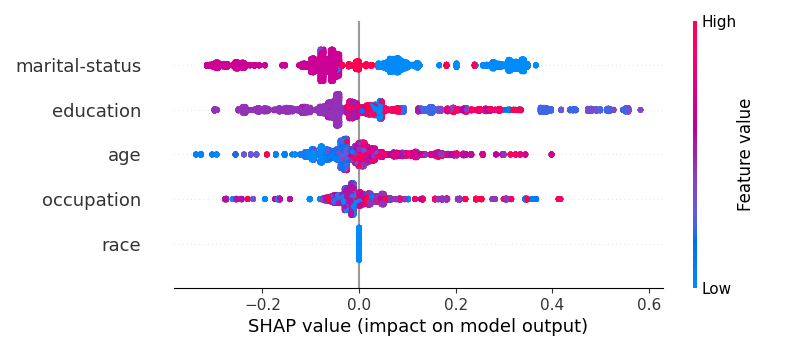 High
marital-status
education
Feature value
age
occupation
race
Low
−0.2 0.0 0.2 0.4 0.6
SHAP value (impact on model output)